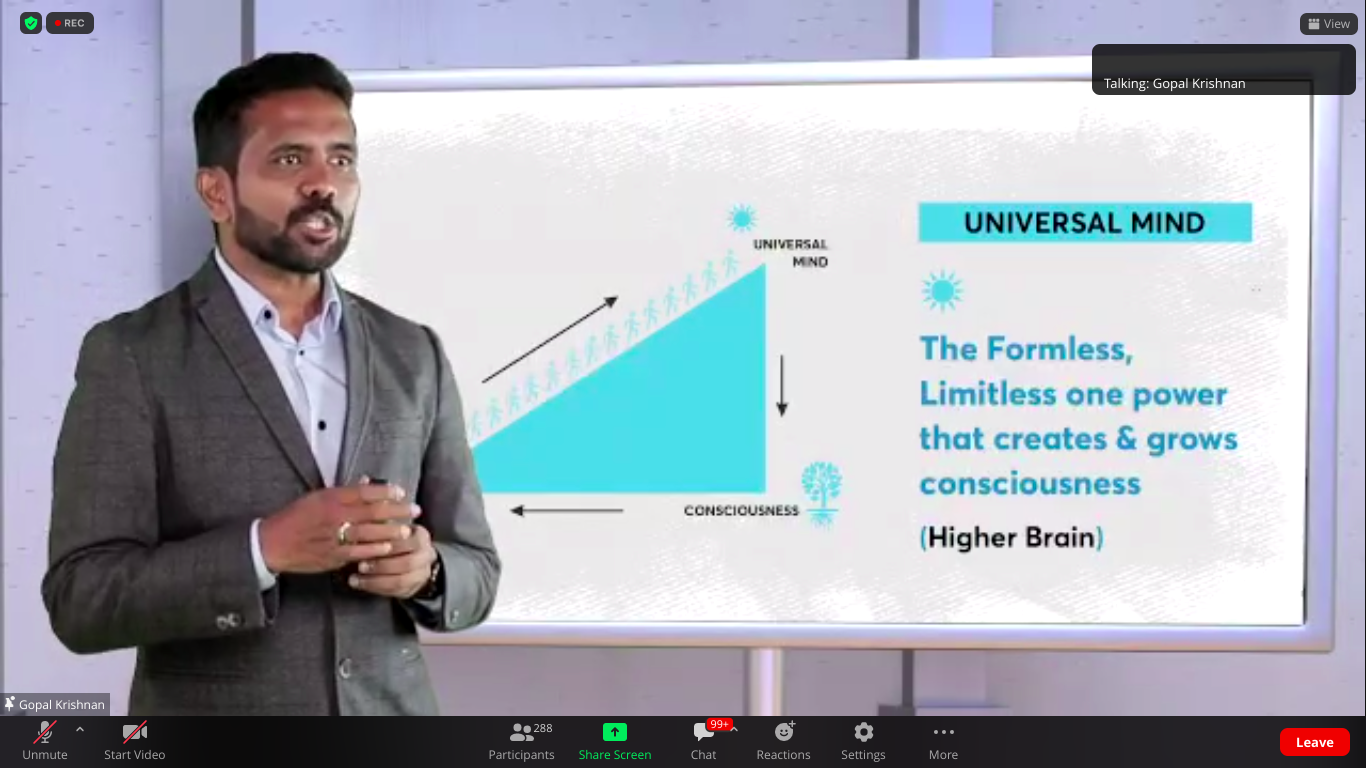 REC
View
Talking: Gopal Krishnan
UNIVERSAL MIND
UNIVERSAL
MIND
The Formless,
Limitless one power
that creates & grows
consciousness
(Higher Brain)
CONSCIOUSNESS
Gopal Krishnan
Unmute
Start Video
288
Participants
Share Screen
99+
Chat
Reactions
Settings
More
Leave